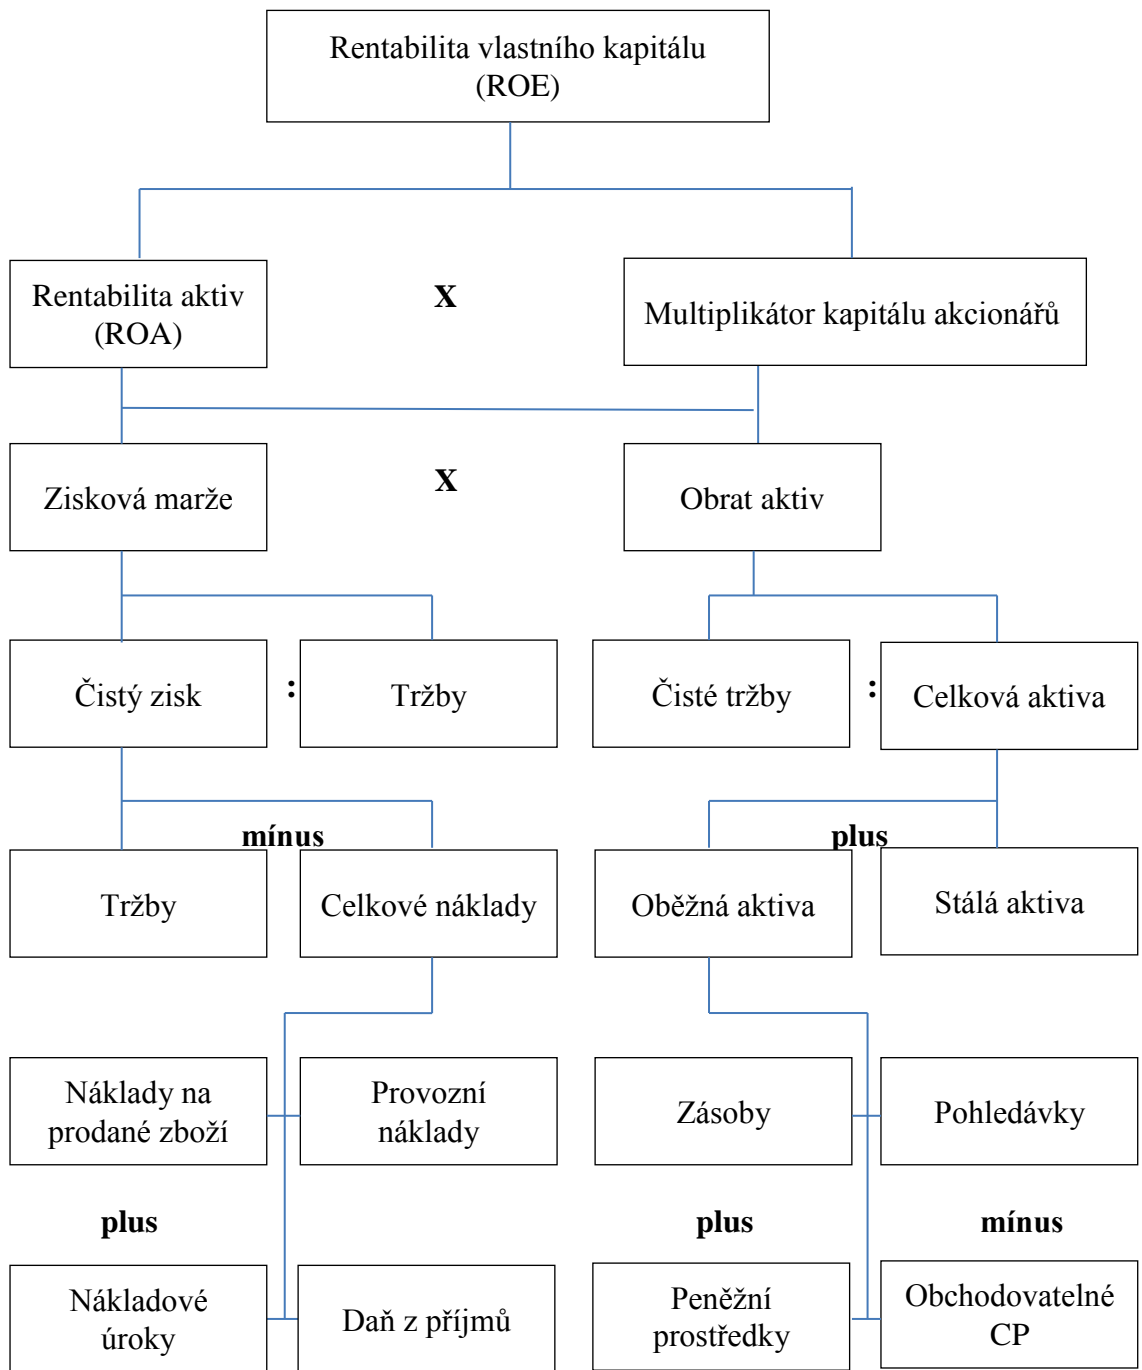 Rentabilita vlastního kapitálu
(ROE)
Rentabilita aktiv
(ROA)
X
Multiplikátor kapitálu akcionářů
Zisková marže
X
Obrat aktiv
Čistý zisk
:
Tržby
Čisté tržby
:
Celková aktiva
mínus
plus
Tržby
Celkové náklady
Oběžná aktiva
Stálá aktiva
Náklady na
prodané zboží
Provozní
náklady
Zásoby
Pohledávky
plus
plus
mínus
Nákladové
úroky
Daň z příjmů
Peněžní
prostředky
Obchodovatelné
CP